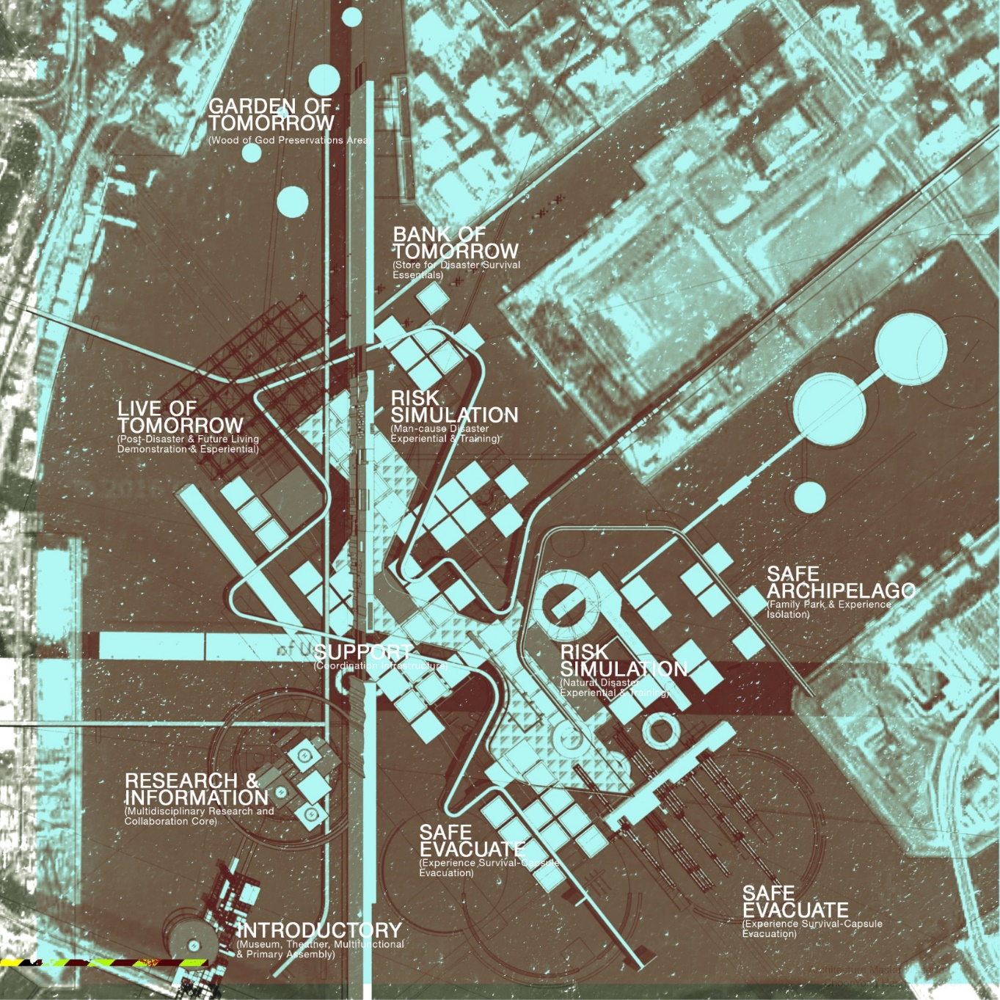 GARDEN OF
TOMORROW
(Wood of God Preservations Area)
BANK OF
TOMORROW
(Store for Disaster Survival
Essentials)
RISK
SIMULATION
(Man-cause Disaster
Experiential & Training)
LIVE OF
TOMORROW
(Post-Disaster & Future Living
Demonstration & Esperiential)
2016
SAFE
ARCHIPELAGO
(Family Park & Experience
Isolation)
of
SUPPORT
(Coordination Infrastructure)
RISK
SIMULATION
(Natural Disaster
Experiential & Training)
RESEARCH &
INFORMATION
(Multidisciplinary Research and
Collaboration Core)
SAFE
EVACUATE
(Experience Survival-Capsule
Evacuation)
SAFE
EVACUATE
(Experience Survival-Capsule
Evacuation)
INTRODUCTORY
(Museum, Theather, Multifunctional
& Primary Assembly)
Architecture